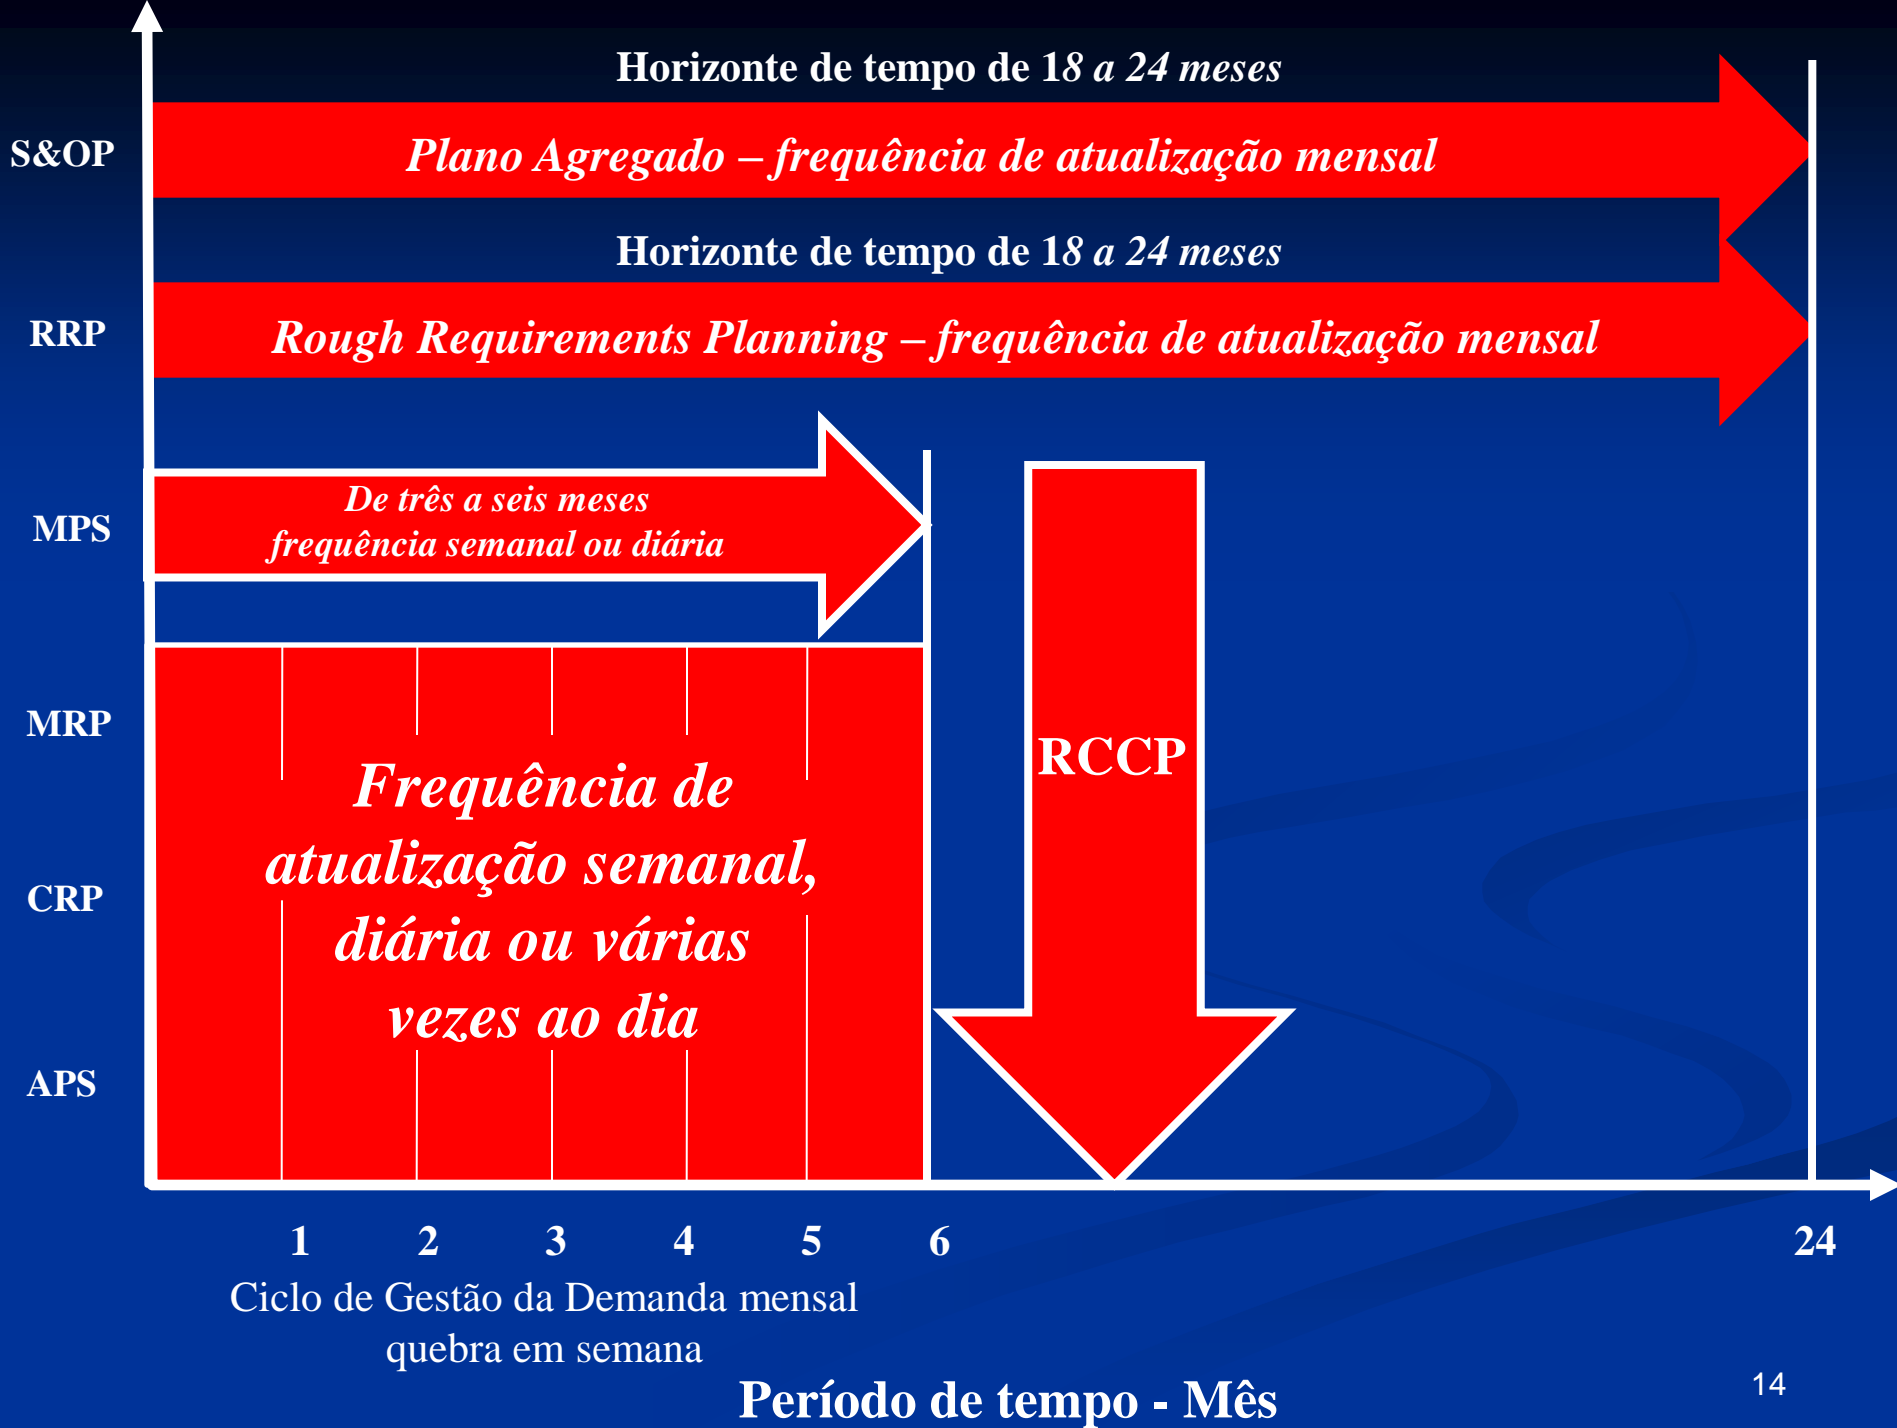 Horizonte de tempo de 18 a 24 meses
S&OP
Plano Agregado – frequência de atualização mensal
Horizonte de tempo de 18 a 24 meses
RRP
Rough Requirements Planning – frequência de atualização mensal
De três a seis meses
MPS
frequência semanal ou diária
MRP
RCCP
Frequência de
atualização semanal,
CRP
diária ou várias
vezes ao dia
APS
1 2 3 4 5 6 24
Ciclo de Gestão da Demanda mensal
quebra em semana
Período de tempo - Mês
14